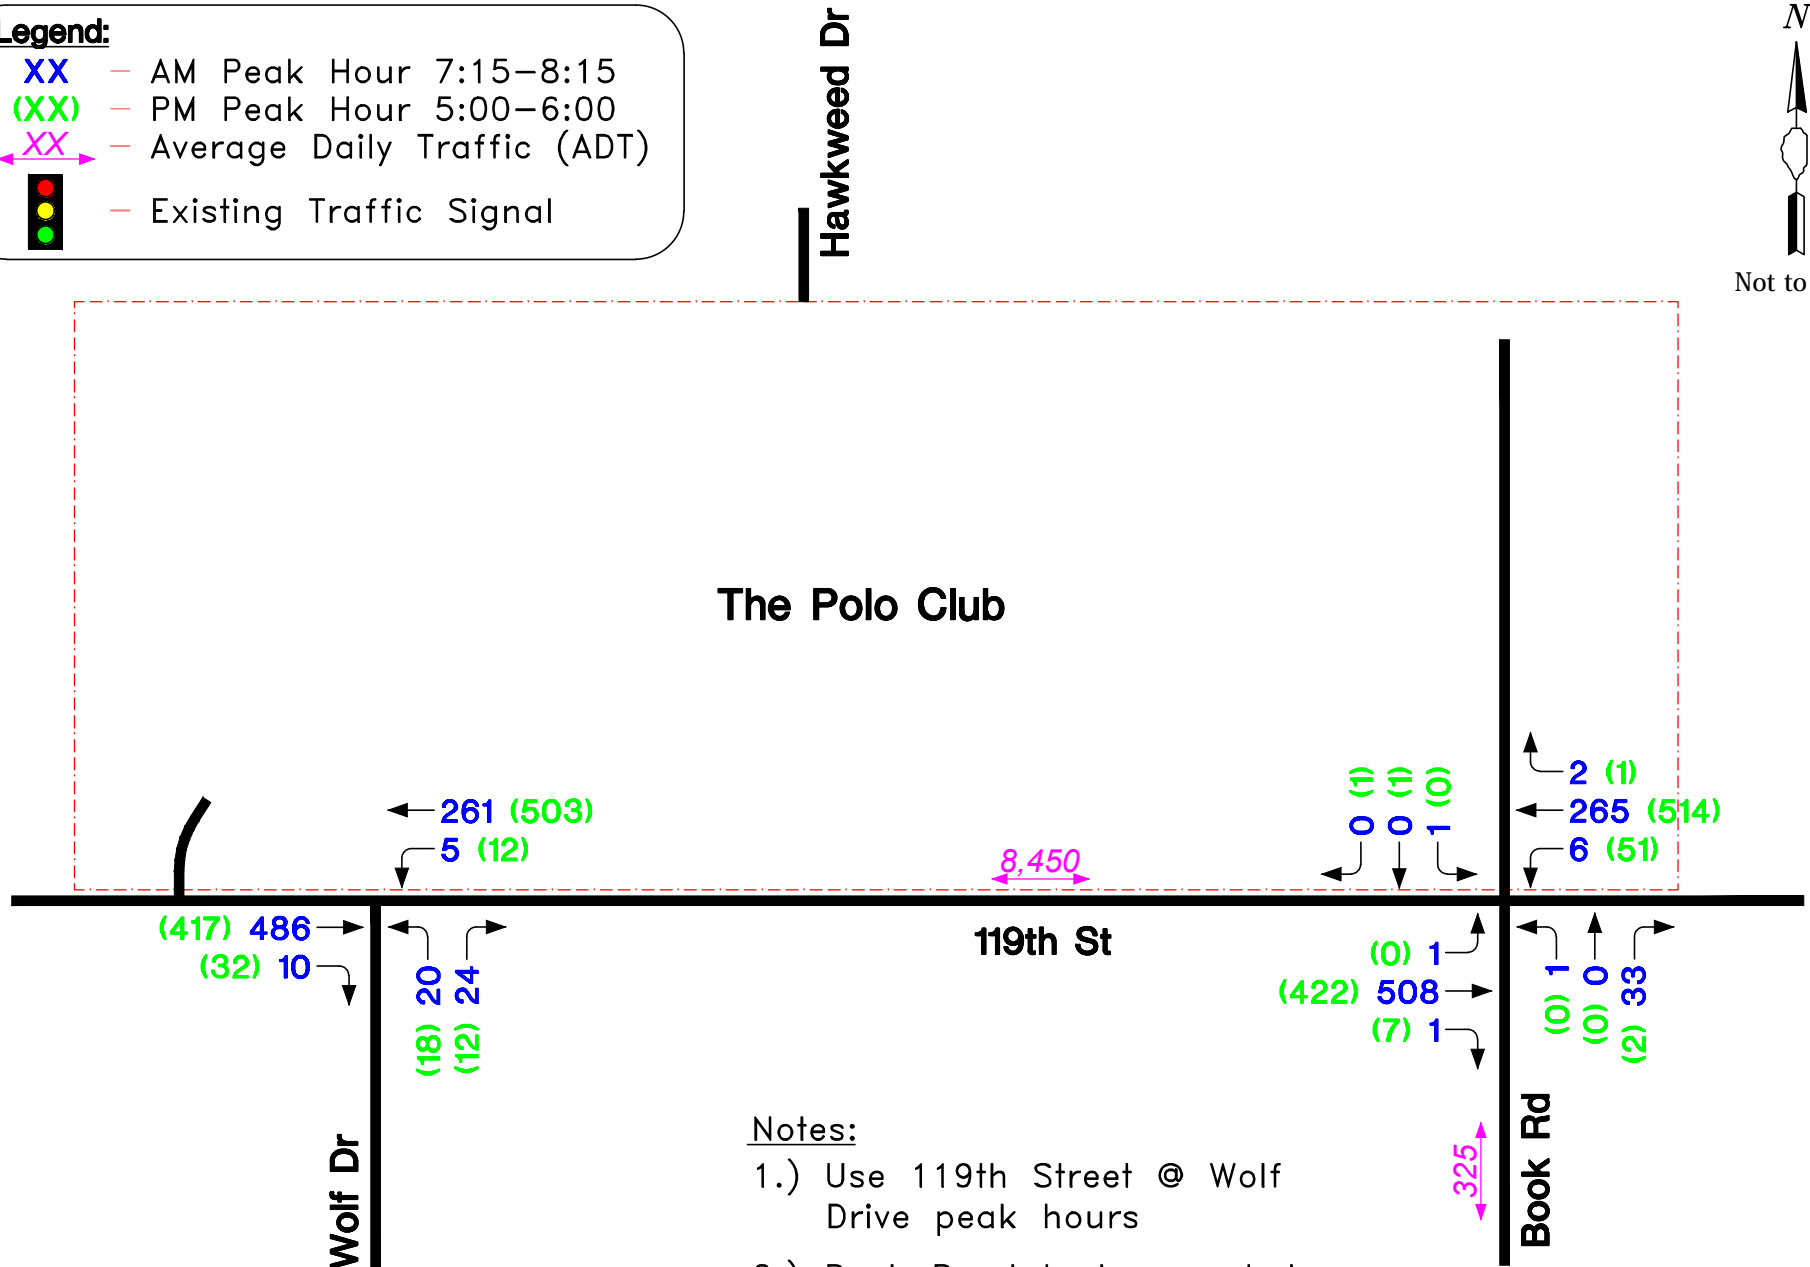 Legend:
XX – AM Peak Hour 7:15–8:15
(XX) – PM Peak Hour 5:00–6:00
XX – Average Daily Traffic (ADT)
– Existing Traffic Signal
Hawkweed Dr
N
Not to
The Polo Club
261 (503)
5 (12)
(417) 486
(32) 10
(18) 20
(12) 24
8,450
119th St
0 (1)
0 (1)
1 (0)
2 (1)
265 (514)
6 (51)
(0) 1
(422) 508
(7) 1
(0) 1
(0) 0
(2) 33
Wolf Dr
325
Book Rd
Notes:
1.) Use 119th Street @ Wolf
Drive peak hours